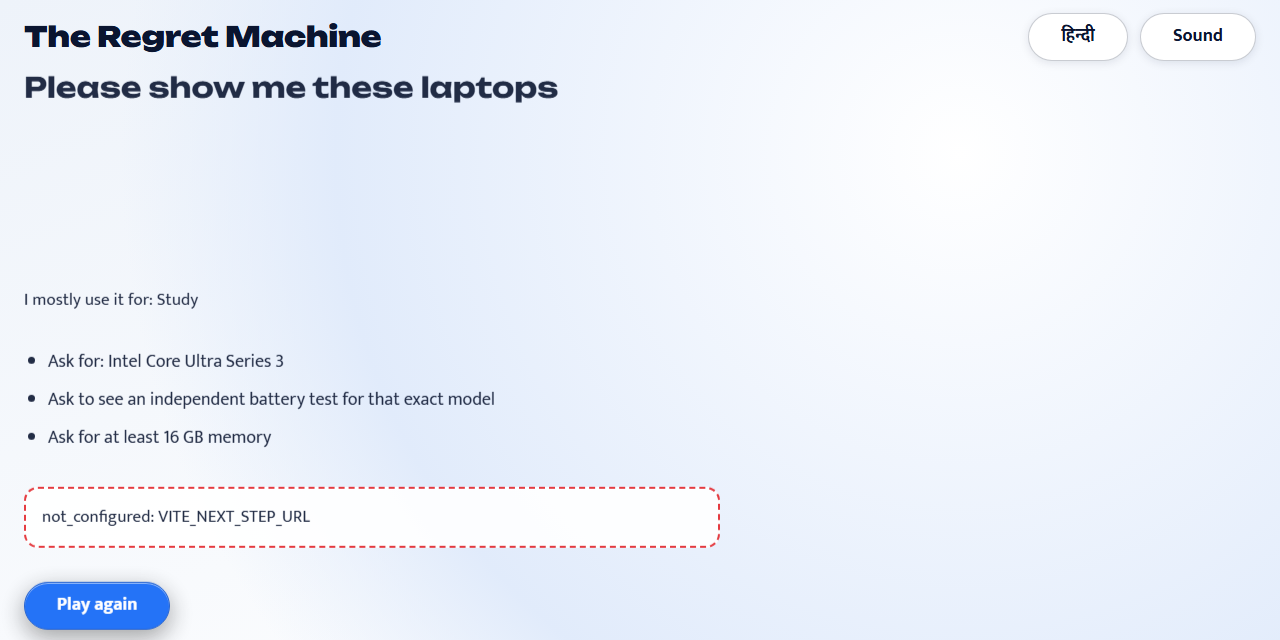 The Regret Machine
हिन्दी
Sound
Please show me these laptops
I mostly use it for: Study
Ask for: Intel Core Ultra Series 3
Ask to see an independent battery test for that exact model
Ask for at least 16 GB memory
not_configured: VITE_NEXT_STEP_URL
Play again